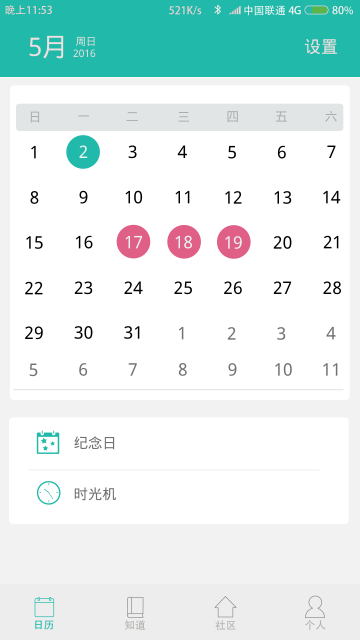 晚上11:53 521K/s 中国联通 4G 80%
5月 周日 2016 设置
日 一 二 三 四 五 六
1 2 3 4 5 6 7
8 9 10 11 12 13 14
15 16 17 18 19 20 21
22 23 24 25 26 27 28
29 30 31 1 2 3 4
5 6 7 8 9 10 11
纪念日
时光机
日历 知道 社区 个人